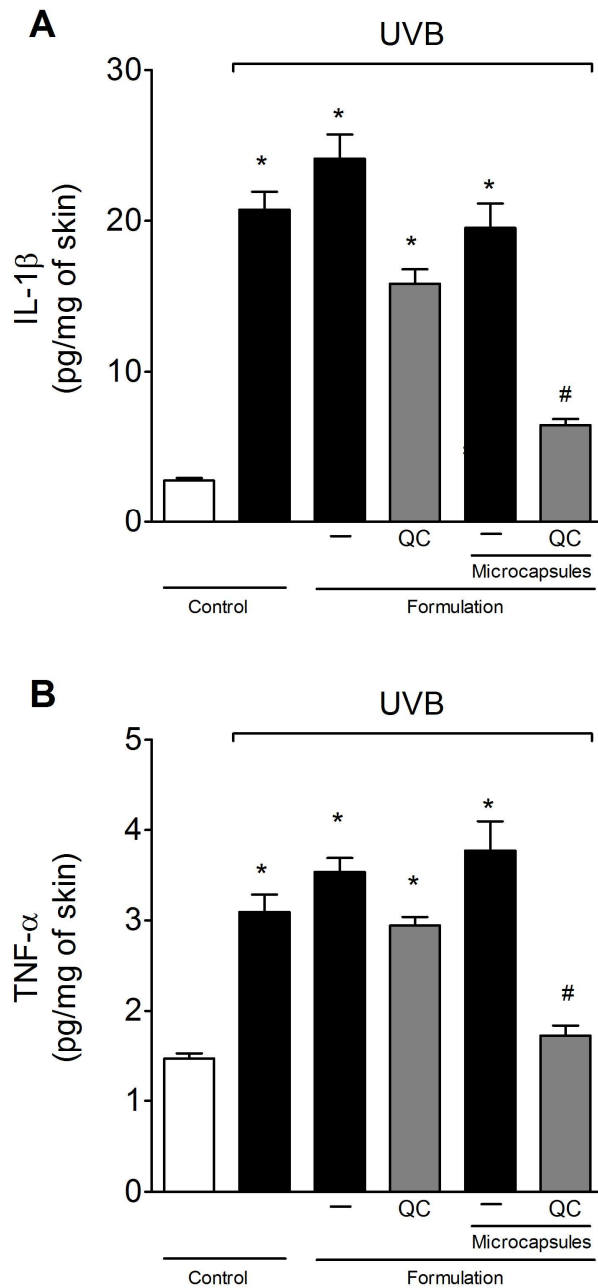 A
UVB
30
*
*
*
*
20
IL-1β
(pg/mg of skin)
10
#
0
— QC — QC
Microcapsules
Control Formulation
B
UVB
5
*
*
4
*
*
3
TNF-α
(pg/mg of skin)
2
#
1
0
— QC — QC
Microcapsules
Control Formulation